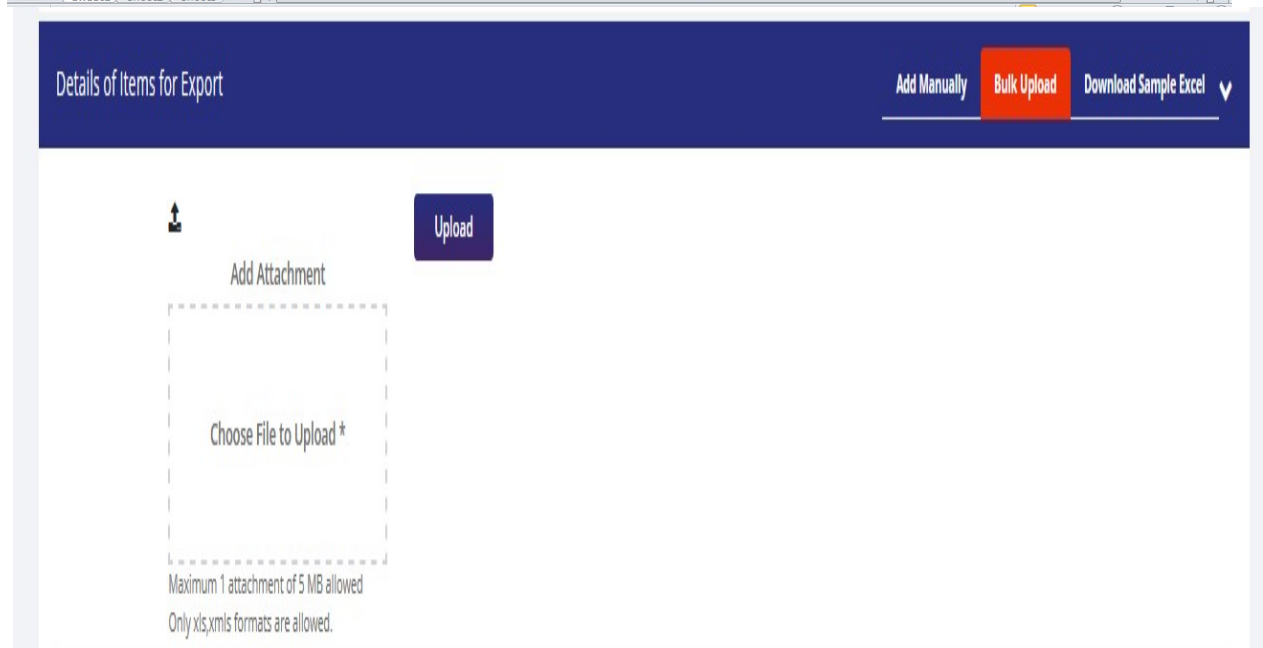 Details of Items for Export
Add Manually
Bulk Upload
Download Sample Excel
Upload
Add Attachment
Choose File to Upload *
Maximum 1 attachment of 5 MB allowed
Only xls,xmls formats are allowed.